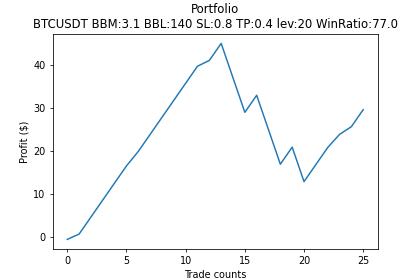 Portfolio
BTCUSDT BBM:3.1 BBL:140 SL:0.8 TP:0.4 lev:20 WinRatio:77.0
40
30
20
10
0
Profit ($)
0 5 10 15 20 25
Trade counts